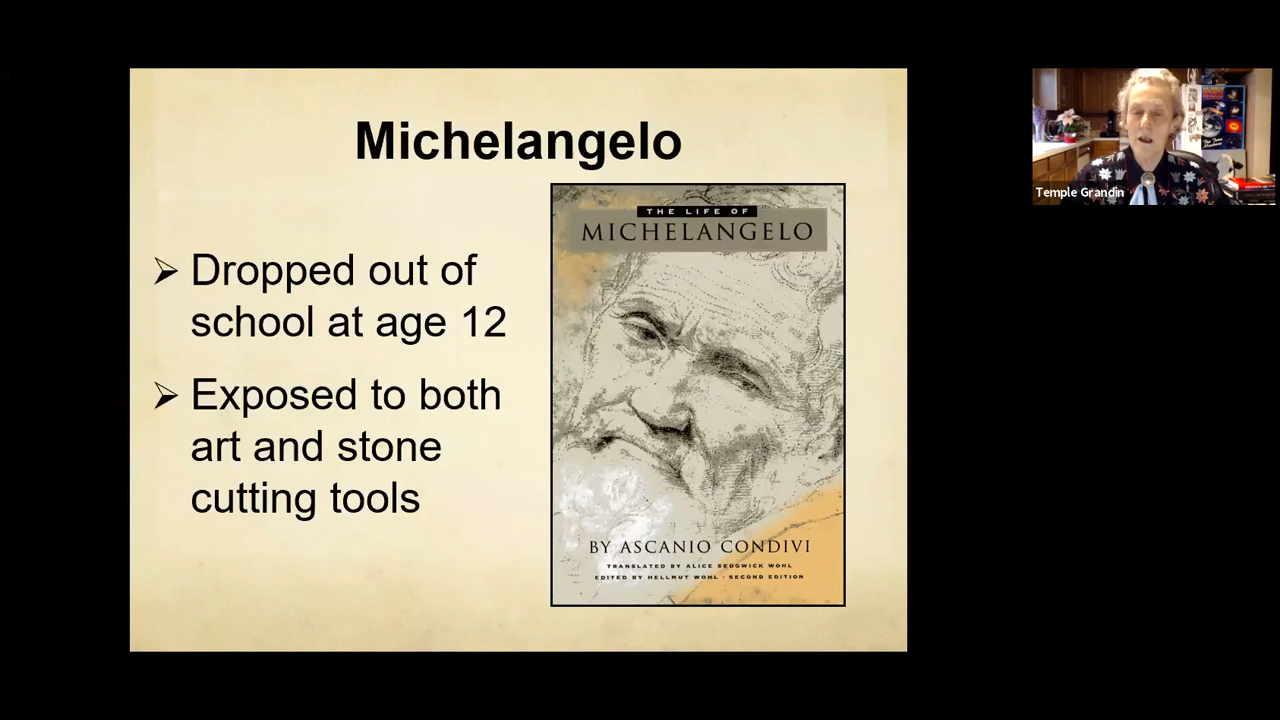 Michelangelo
➢ Dropped out of
school at age 12
➢ Exposed to both
art and stone
cutting tools
THE LIFE OF
MICHELANGELO
BY ASCANIO CONDIVI
TRANSLATED BY ALICE SEDGWICK WOHL
EDITED BY HELLMUT WOHL · SECOND EDITION
Temple Grandin